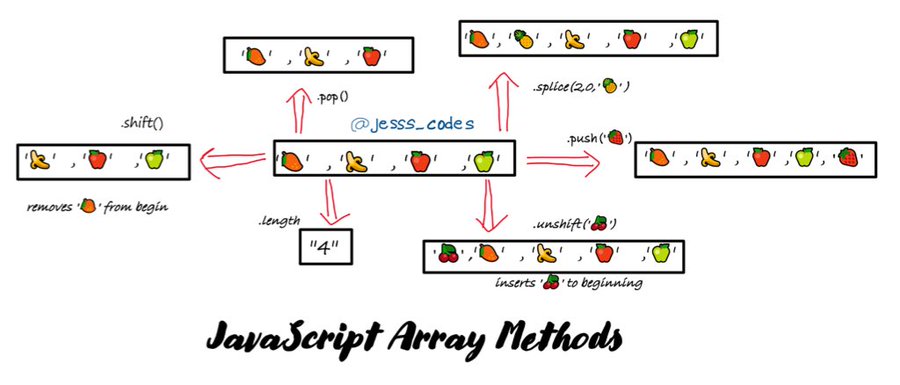 '🥭' ,'🍌' ,'🍎'
'🥭','🍍','🍌' ,'🍎' ,'🍏'
.pop()
.splice(2,0,'🍍')
@jesss_codes
.shift()
.push('🍓')
'🍌' ,'🍎' ,'🍏'
'🥭' ,'🍌' ,'🍎' ,'🍏'
'🥭' ,'🍌' ,'🍎' ,'🍏','🍓'
removes '🥭' from begin
.length
.unshift('🍒')
"4"
'🍒','🥭' ,'🍌' ,'🍎' ,'🍏'
inserts '🍒' to beginning
JavaScript Array Methods